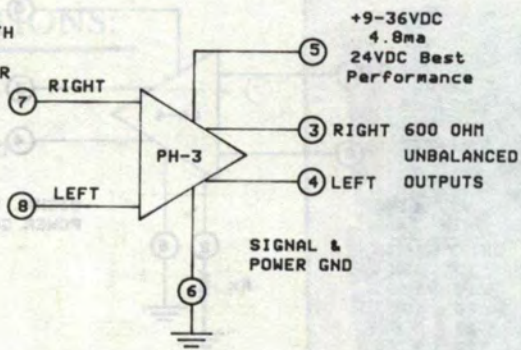 TH
R
+9-36VDC
4.8ma
24VDC Best
Performance
5
7 RIGHT
3 RIGHT 600 OHM
PH-3
UNBALANCED
4 LEFT OUTPUTS
8 LEFT
SIGNAL &
POWER GND
6